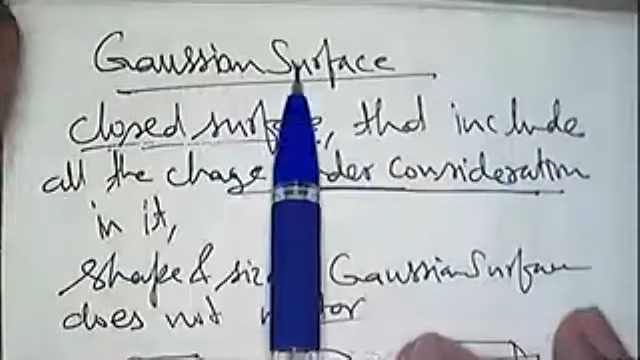 Gaussian Surface
closed surface, that include
all the charge under consideration
in it,
shape & size Gaussian Surface
does not